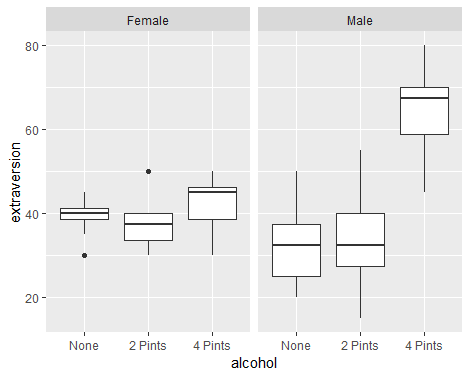 Female Male
80
60
40
20
extraversion
None 2 Pints 4 Pints None 2 Pints 4 Pints
alcohol